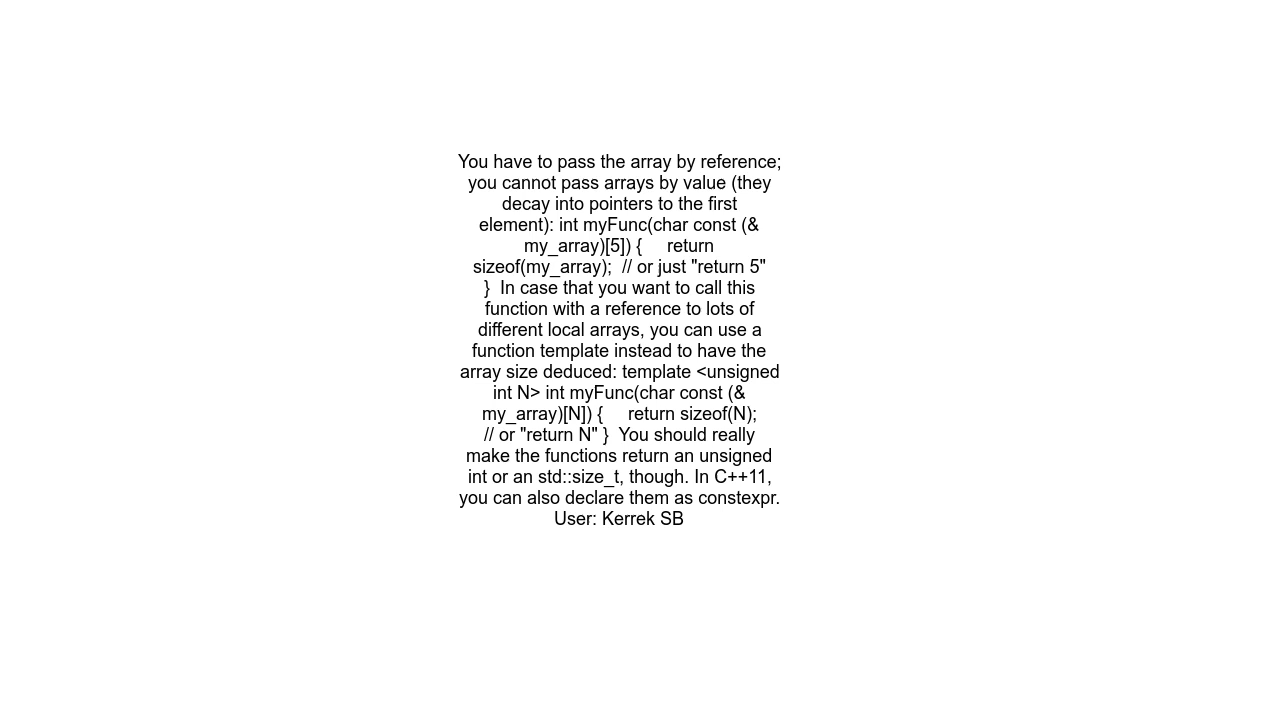 You have to pass the array by reference;
you cannot pass arrays by value (they
decay into pointers to the first
element): int myFunc(char const (&
my_array)[5]) {     return
sizeof(my_array);  // or just "return 5"
}  In case that you want to call this
function with a reference to lots of
different local arrays, you can use a
function template instead to have the
array size deduced: template <unsigned
int N> int myFunc(char const (&
my_array)[N]) {     return sizeof(N);
// or "return N" }  You should really
make the functions return an unsigned
int or an std::size_t, though. In C++11,
you can also declare them as constexpr.
User: Kerrek SB